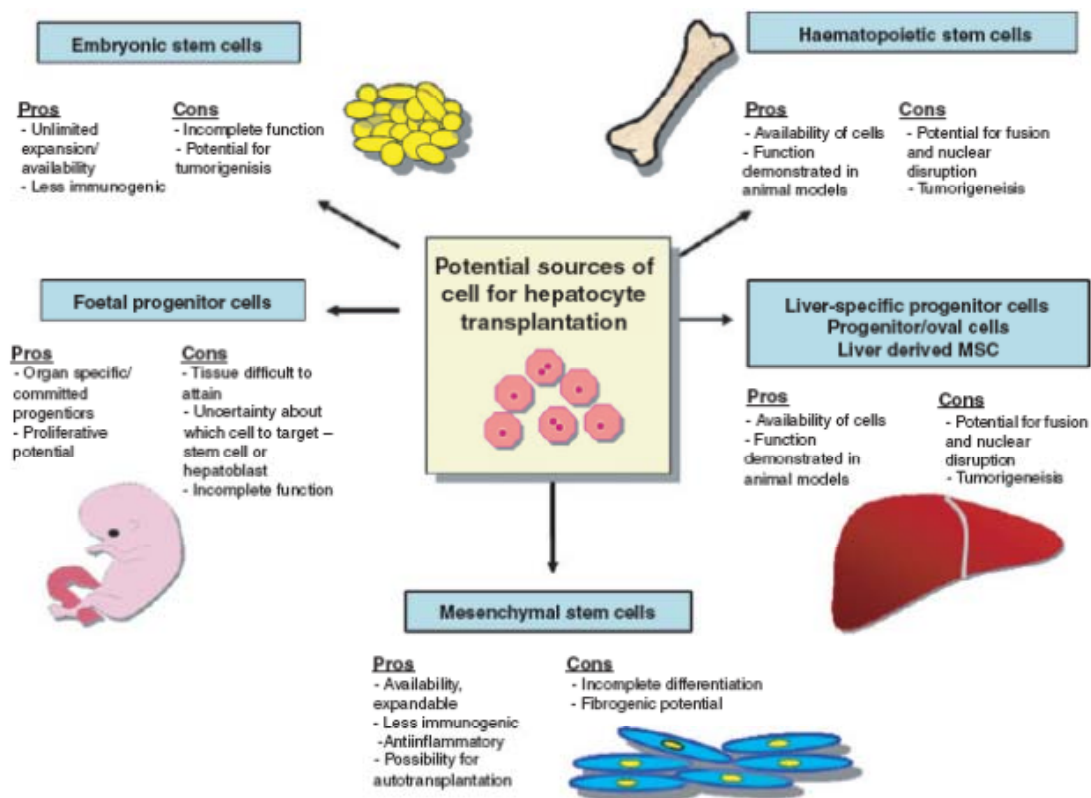 Embryonic stem cells
Pros
- Unlimited
expansion/
availability
- Less immunogenic
Cons
- Incomplete function
- Potential for
tumorigenisis
Haematopoietic stem cells
Pros
- Availability of cells
- Function
demonstrated in
animal models
Cons
- Potential for fusion
and nuclear
disruption
- Tumorigeneisis
Potential sources of
cell for hepatocyte
transplantation
Foetal progenitor cells
Pros
- Organ specific/
committed
progentiors
- Proliferative
potential
Cons
- Tissue difficult to
attain
- Uncertainty about
which cell to target –
stem cell or
hepatoblast
- Incomplete function
Liver-specific progenitor cells
Progenitor/oval cells
Liver derived MSC
Pros
- Availability of cells
- Function
demonstrated in
animal models
Cons
- Potential for fusion
and nuclear
disruption
- Tumorigeneisis
Mesenchymal stem cells
Pros
- Availability,
expandable
- Less immunogenic
-Antiinflammatory
- Possibility for
autotransplantation
Cons
- Incomplete differentiation
- Fibrogenic potential